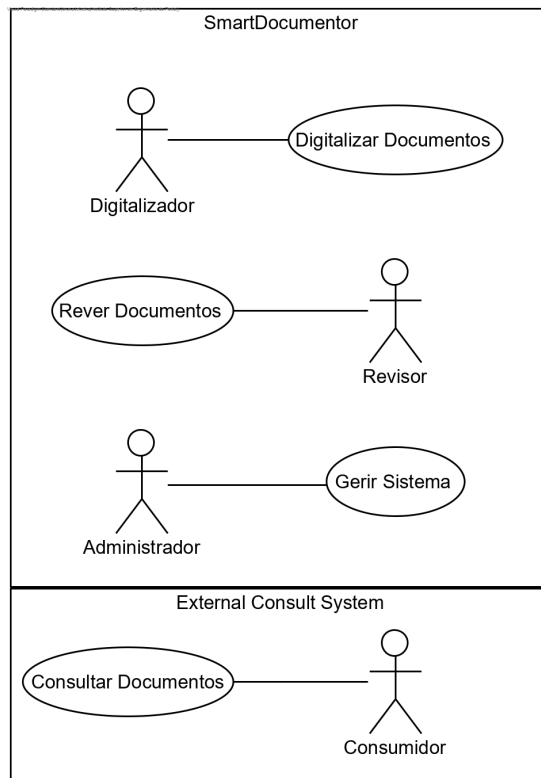 SmartDocumentor
Digitalizar Documentos
Digitalizador
Rever Documentos
Revisor
Gerir Sistema
Administrador
External Consult System
Consultar Documentos
Consumidor